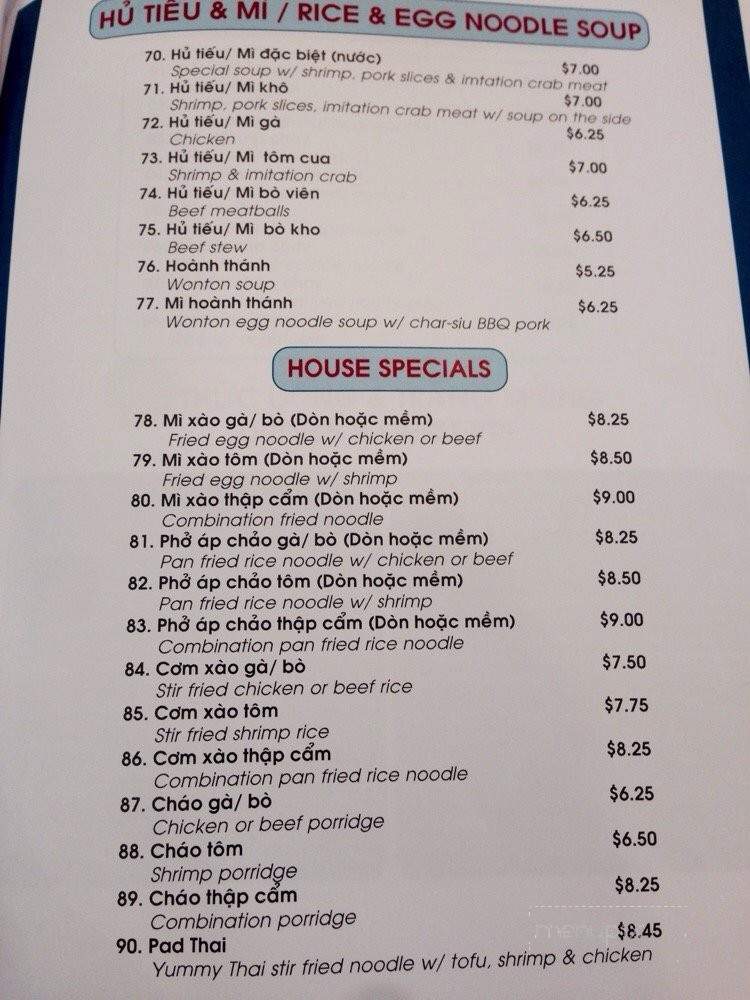 HỦ TIẾU & MÌ / RICE & EGG NOODLE SOUP
70. Hủ tiếu/ Mì đặc biệt (nước) $7.00
Special soup w/ shrimp, pork slices & imtation crab meat
71. Hủ tiếu/ Mì khô $7.00
Shrimp, pork slices, imitation crab meat w/ soup on the side
72. Hủ tiếu/ Mì gà $6.25
Chicken
73. Hủ tiếu/ Mì tôm cua $7.00
Shrimp & imitation crab
74. Hủ tiếu/ Mì bò viên $6.25
Beef meatballs
75. Hủ tiếu/ Mì bò kho $6.50
Beef stew
76. Hoành thánh $5.25
Wonton soup
77. Mì hoành thánh $6.25
Wonton egg noodle soup w/ char-siu BBQ pork
HOUSE SPECIALS
78. Mì xào gà/ bò (Dòn hoặc mềm) $8.25
Fried egg noodle w/ chicken or beef
79. Mì xào tôm (Dòn hoặc mềm) $8.50
Fried egg noodle w/ shrimp
80. Mì xào thập cẩm (Dòn hoặc mềm) $9.00
Combination fried noodle
81. Phở áp chảo gà/ bò (Dòn hoặc mềm) $8.25
Pan fried rice noodle w/ chicken or beef
82. Phở áp chảo tôm (Dòn hoặc mềm) $8.50
Pan fried rice noodle w/ shrimp
83. Phở áp chảo thập cẩm (Dòn hoặc mềm) $9.00
Combination pan fried rice noodle
84. Cơm xào gà/ bò $7.50
Stir fried chicken or beef rice
85. Cơm xào tôm $7.75
Stir fried shrimp rice
86. Cơm xào thập cẩm $8.25
Combination pan fried rice noodle
87. Cháo gà/ bò $6.25
Chicken or beef porridge
88. Cháo tôm $6.50
Shrimp porridge
89. Cháo thập cẩm $8.25
Combination porridge
90. Pad Thai $8.45
Yummy Thai stir fried noodle w/ tofu, shrimp & chicken